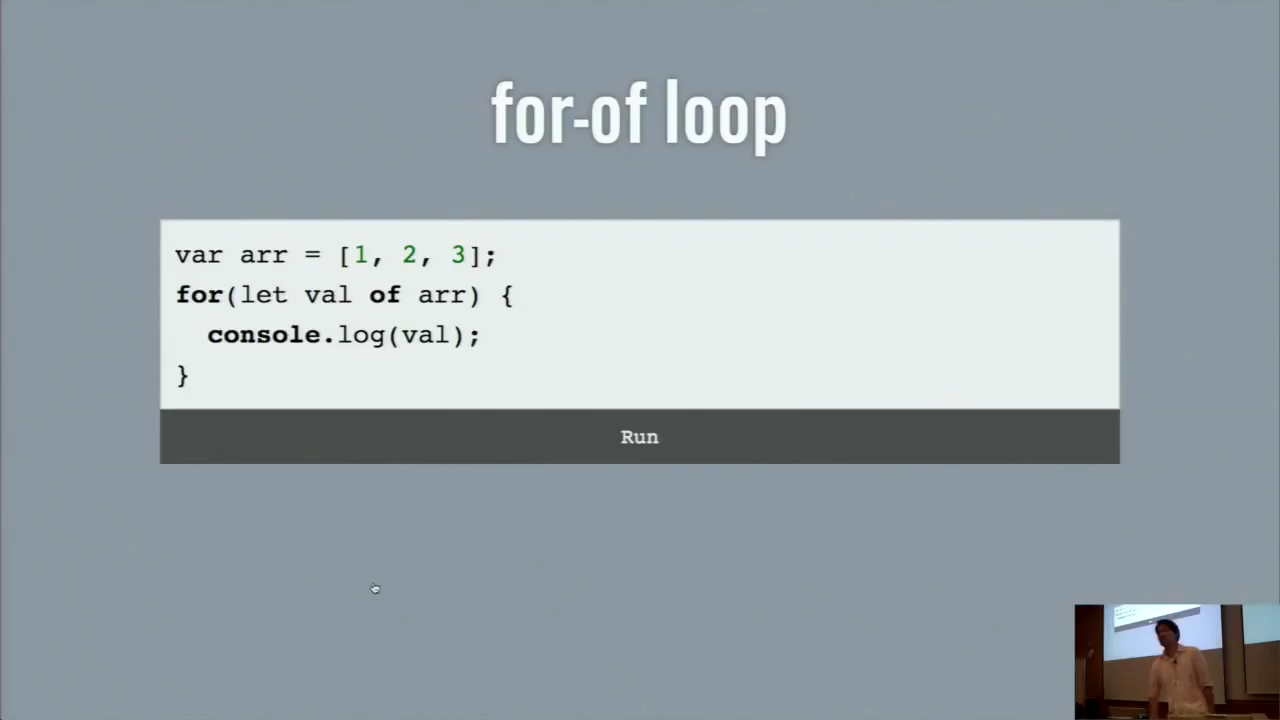 for-of loop
var arr = [1, 2, 3];
for(let val of arr) {
  console.log(val);
}
Run